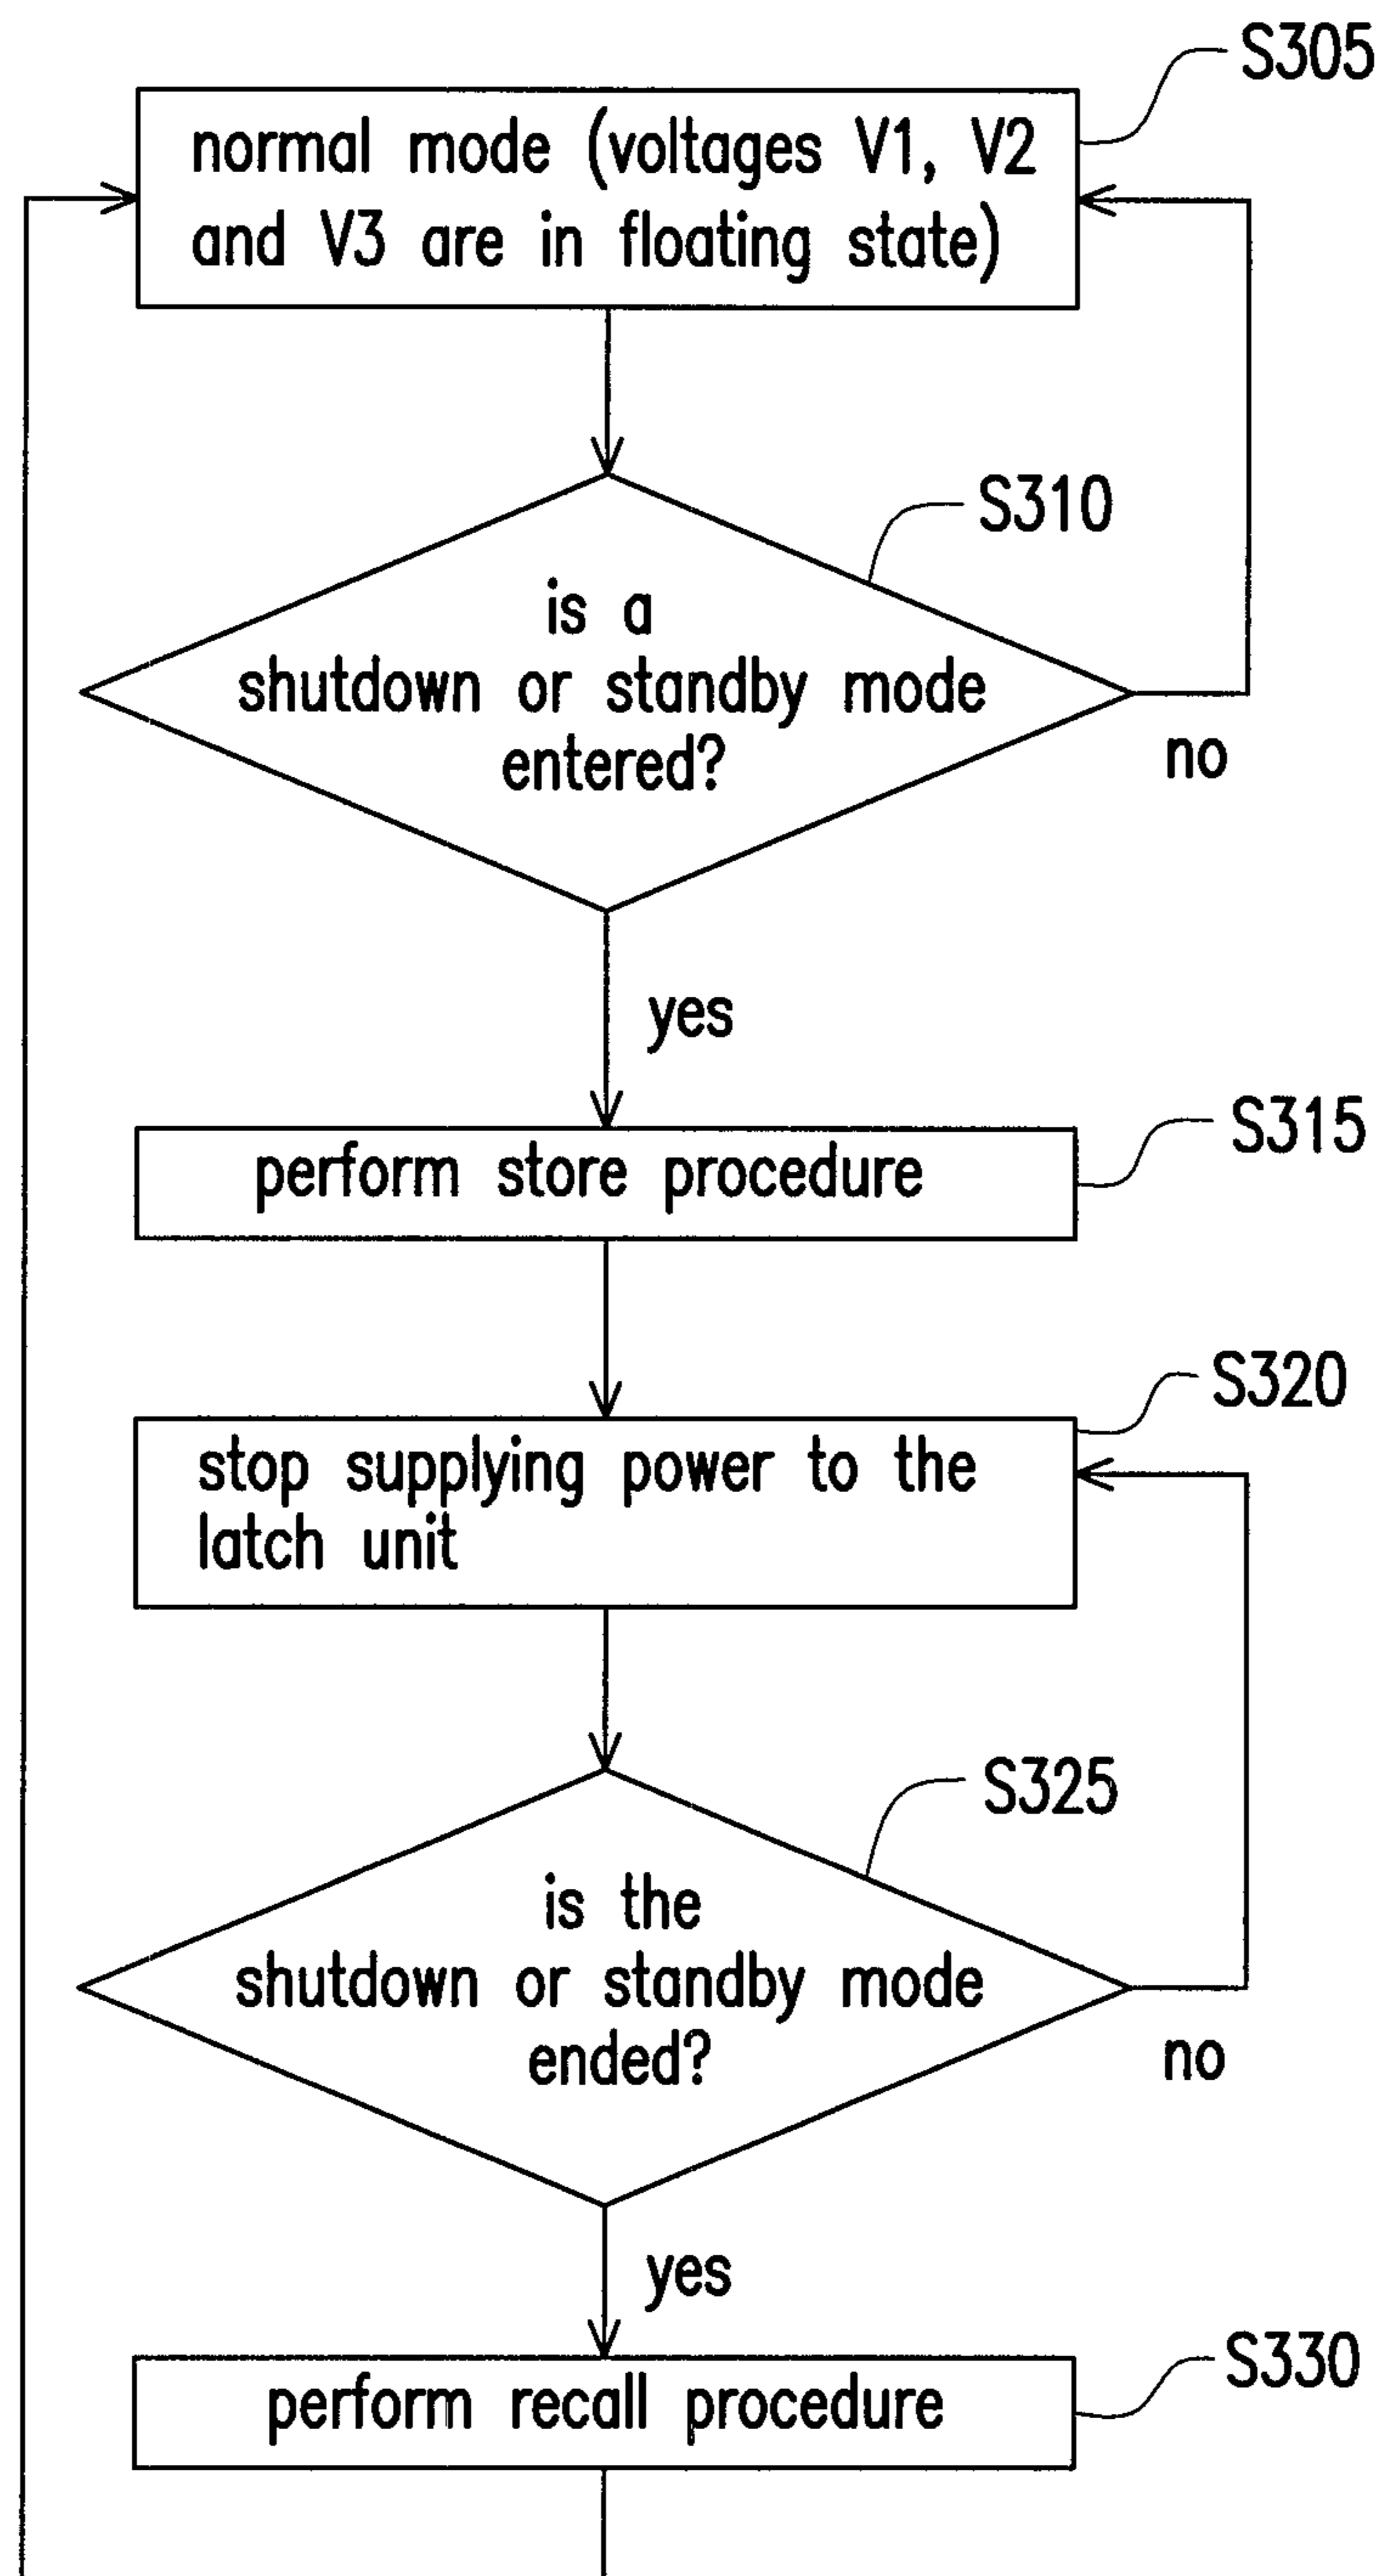 S305
normal mode (voltages V1, V2
and V3 are in floating state)
S310
is a
shutdown or standby mode
entered?
no
yes
S315
perform store procedure
S320
stop supplying power to the
latch unit
S325
is the
shutdown or standby mode
ended?
no
yes
S330
perform recall procedure